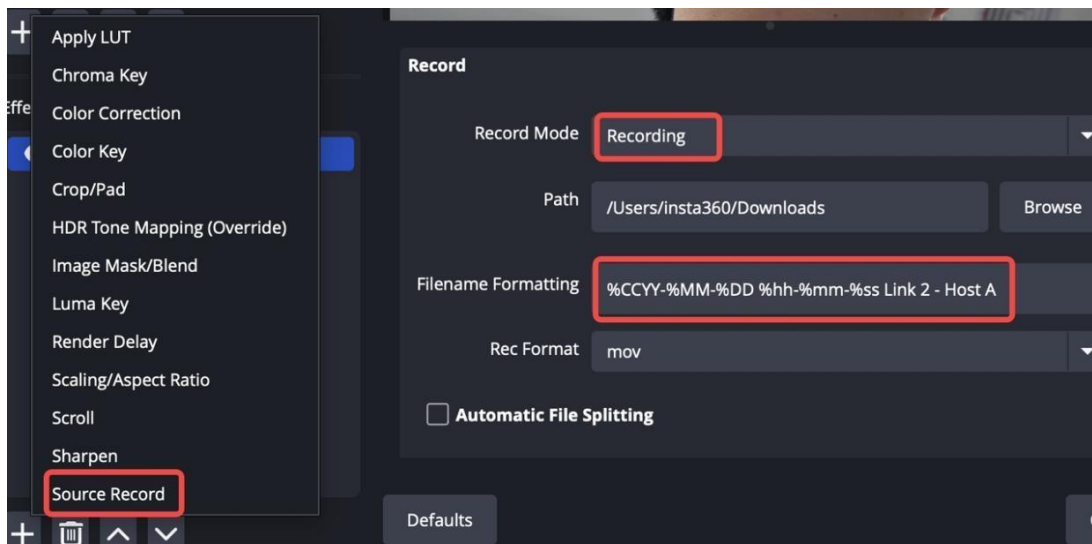 Apply LUT
Chroma Key
Effe
Color Correction
Color Key
Crop/Pad
HDR Tone Mapping (Override)
Image Mask/Blend
Luma Key
Render Delay
Scaling/Aspect Ratio
Scroll
Sharpen
Source Record
Record
Record Mode
Recording
Path
/Users/insta360/Downloads
Browse
Filename Formatting
%CCYY-%MM-%DD %hh-%mm-%ss Link 2 - Host A
Rec Format
mov
Automatic File Splitting
Defaults